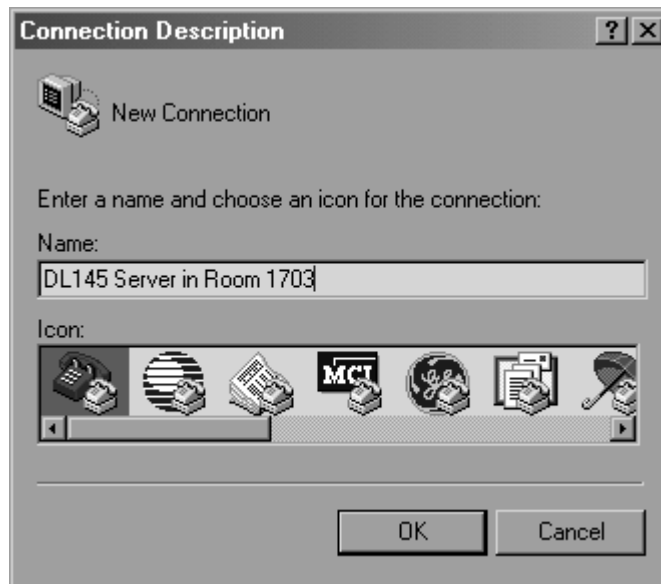 Connection Description
New Connection
Enter a name and choose an icon for the connection:
Name:
DL145 Server in Room 1703
Icon:
MCI
OK Cancel